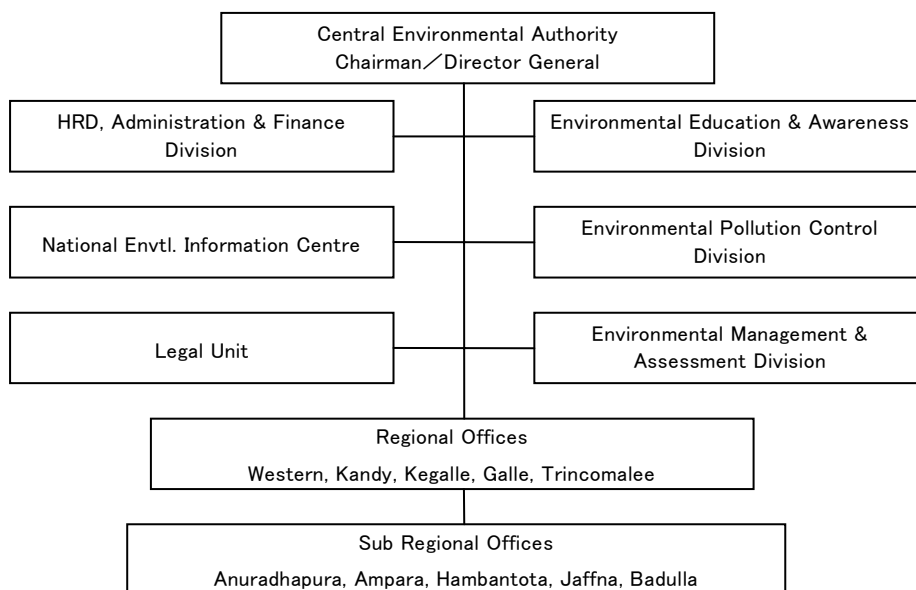 Central Environmental Authority
Chairman／Director General
HRD, Administration & Finance
Division
Environmental Education & Awareness
Division
National Envtl. Information Centre
Environmental Pollution Control
Division
Legal Unit
Environmental Management &
Assessment Division
Regional Offices
Western, Kandy, Kegalle, Galle, Trincomalee
Sub Regional Offices
Anuradhapura, Ampara, Hambantota, Jaffna, Badulla